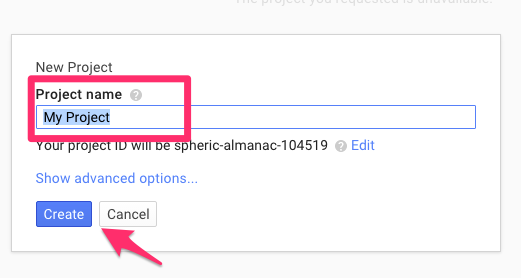 The project you requested is unavailable.
New Project
Project name ?
My Project
Your project ID will be spheric-almanac-104519 ? Edit
Show advanced options...
Create Cancel